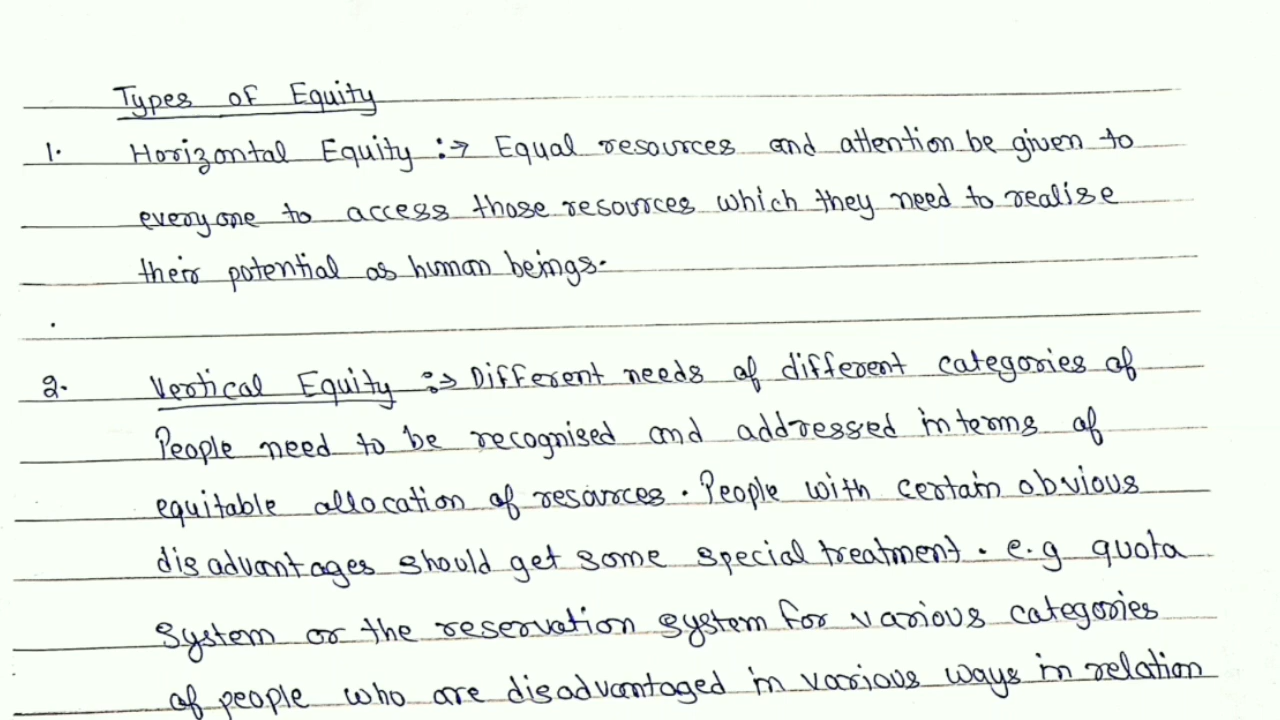 Types of Equity
1. Horizontal Equity :→ Equal resources and attention be given to
everyone to access those resources which they need to realise
their potential as human beings.
2. Vertical Equity :→ Different needs of different categories of
People need to be recognised and addressed in terms of
equitable allocation of resources. People with certain obvious
disadvantages should get some special treatment. e.g quota
system or the reservation system for various categories
of people who are disadvantaged in various ways in relation